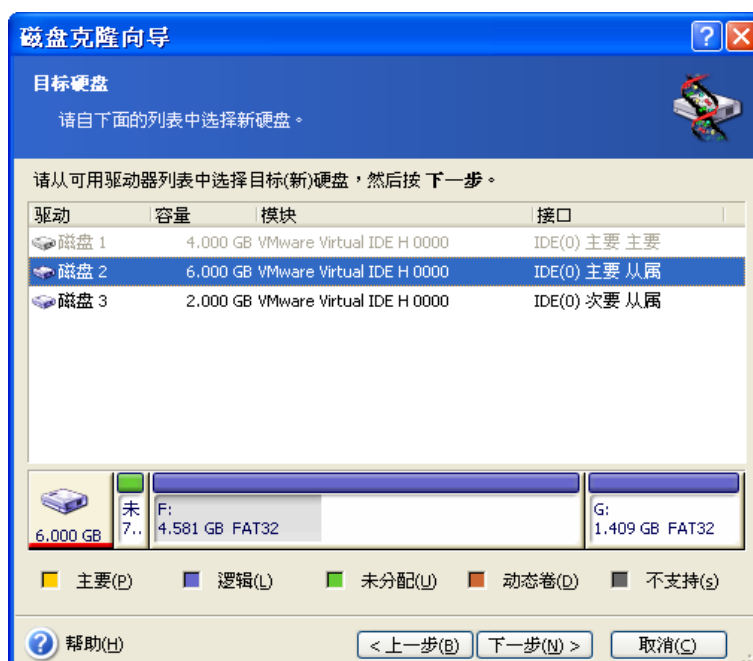 磁盘克隆向导
目标硬盘
请自下面的列表中选择新硬盘。
请从可用驱动器列表中选择目标(新)硬盘，然后按 下一步。
驱动 容量 模块 接口
磁盘 1 4.000 GB VMware Virtual IDE H 0000 IDE(0) 主要 主要
磁盘 2 6.000 GB VMware Virtual IDE H 0000 IDE(0) 主要 从属
磁盘 3 2.000 GB VMware Virtual IDE H 0000 IDE(0) 次要 从属
未 F: G:
6.000 GB 7.. 4.581 GB FAT32 1.409 GB FAT32
主要(P) 逻辑(L) 未分配(U) 动态卷(D) 不支持(s)
帮助(H) < 上一步(B) 下一步(N) > 取消(C)